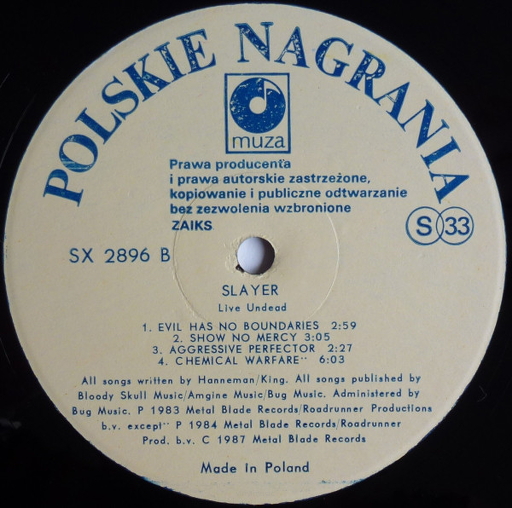 POLSKIE NAGRANIA
muza
Prawa producenta
i prawa autorskie zastrzeżone,
kopiowanie i publiczne odtwarzanie
bez zezwolenia wzbronione
ZAIKS
S 33
SX 2896 B
SLAYER
Live Undead
1. EVIL HAS NO BOUNDARIES 2:59
2. SHOW NO MERCY 3:05
3. AGGRESSIVE PERFECTOR 2:27
4. CHEMICAL WARFARE** 6:03
All songs written by Hanneman/King. All songs published by
Bloody Skull Music/Amgine Music/Bug Music. Administered by
Bug Music. P 1983 Metal Blade Records/Roadrunner Productions
b.v. except** P 1984 Metal Blade Records/Roadrunner
Prod. b.v. C 1987 Metal Blade Records
Made in Poland